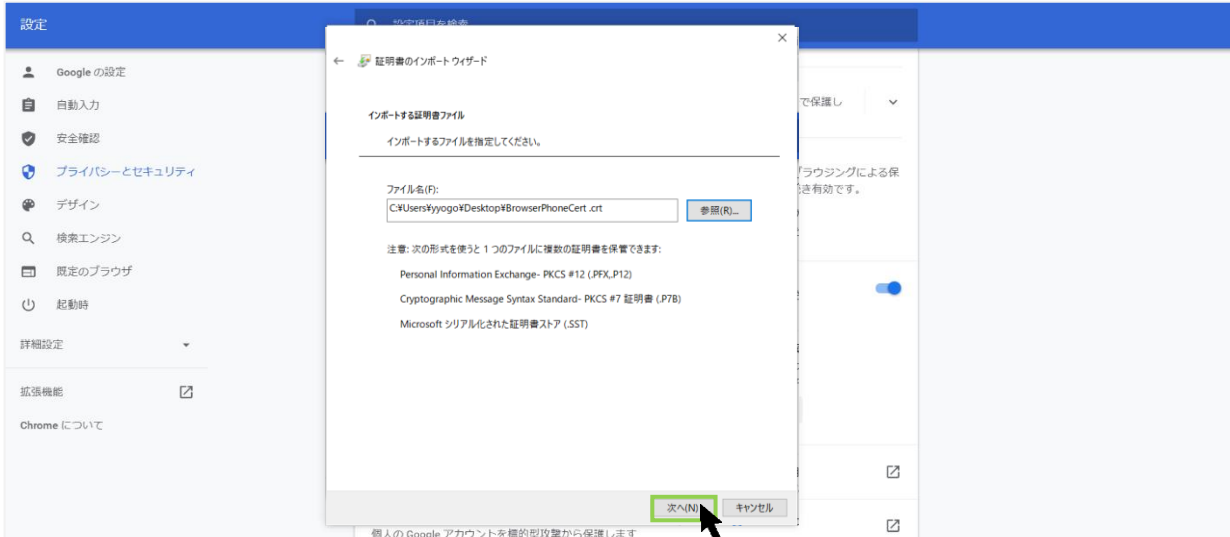 設定
設定項目を検索
Google の設定
自動入力
安全確認
プライバシーとセキュリティ
デザイン
検索エンジン
既定のブラウザ
起動時
詳細設定
拡張機能
Chrome について
証明書のインポート ウィザード
インポートする証明書ファイル
インポートするファイルを指定してください。
ファイル名(F):
C:¥Users¥yyogo¥Desktop¥BrowserPhoneCert .crt
参照(R)...
注意: 次の形式を使うと 1 つのファイルに複数の証明書を保管できます:
Personal Information Exchange- PKCS #12 (.PFX,.P12)
Cryptographic Message Syntax Standard- PKCS #7 証明書 (.P7B)
Microsoft シリアル化された証明書ストア (.SST)
次へ(N)
キャンセル
で保護し
ブラウジングによる保
き有効です。
個人の Google アカウントを標的型攻撃から保護します